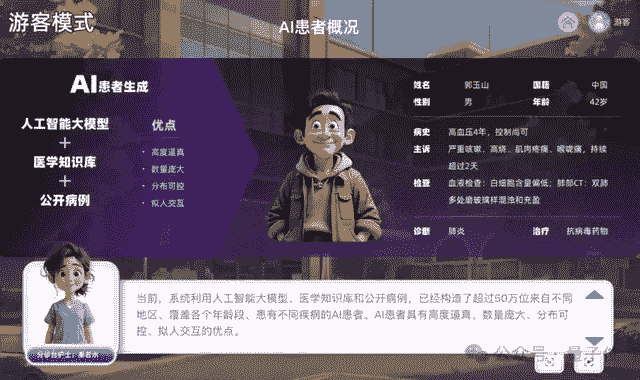 游客模式
AI患者概况
游客
AI患者生成
人工智能大模型
+
医学知识库
+
公开病例
优点
· 高度逼真
· 数量庞大
· 分布可控
· 拟人交互
姓名 郭玉山 国籍 中国
性别 男 年龄 42岁
病史 高血压4年，控制尚可
主诉 严重咳嗽、高烧、肌肉疼痛、喉咙痛，持续
超过2天
检查 血液检查：白细胞含量偏低；肺部CT：双肺
多处磨玻璃样混浊和充盈
诊断 肺炎 治疗 抗病毒药物
当前，系统利用人工智能大模型、医学知识库和公开病例，已经构造了超过50万位来自不同
地区、覆盖各个年龄段、患有不同疾病的AI患者。AI患者具有高度逼真、数量庞大、分布可
控、拟人交互的优点。
分诊台护士：
公众号